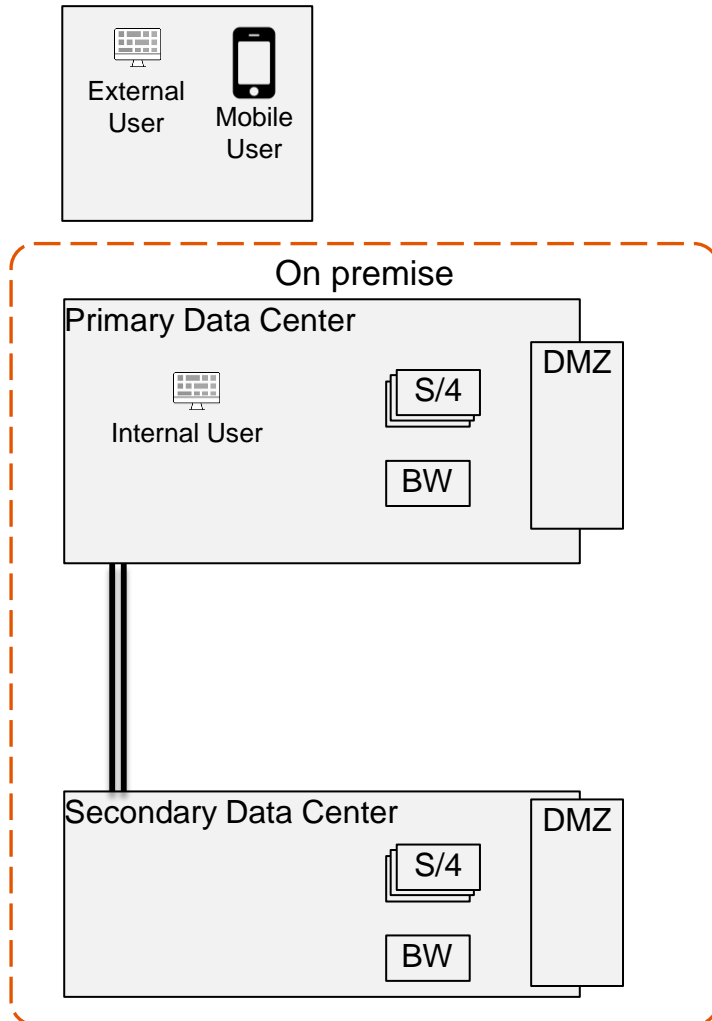 External
User
Mobile
User
On premise
Primary Data Center
DMZ
S/4
Internal User
BW
Secondary Data Center
DMZ
S/4
BW